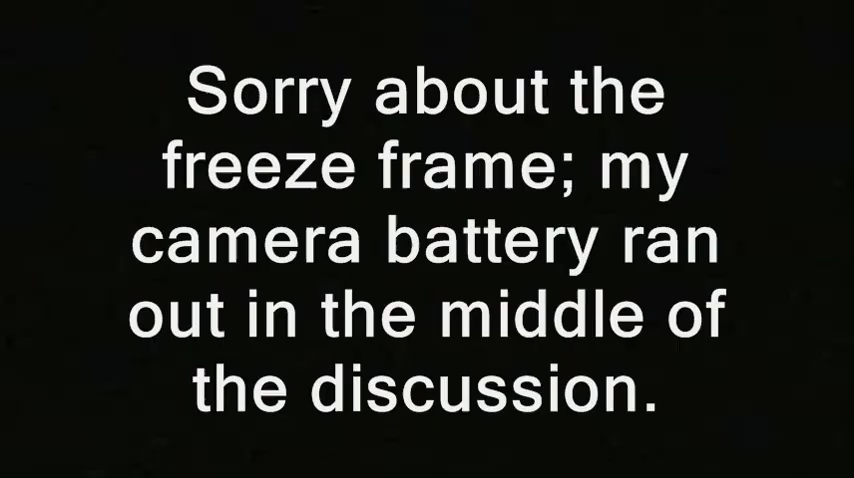 Sorry about the
freeze frame; my
camera battery ran
out in the middle of
the discussion.